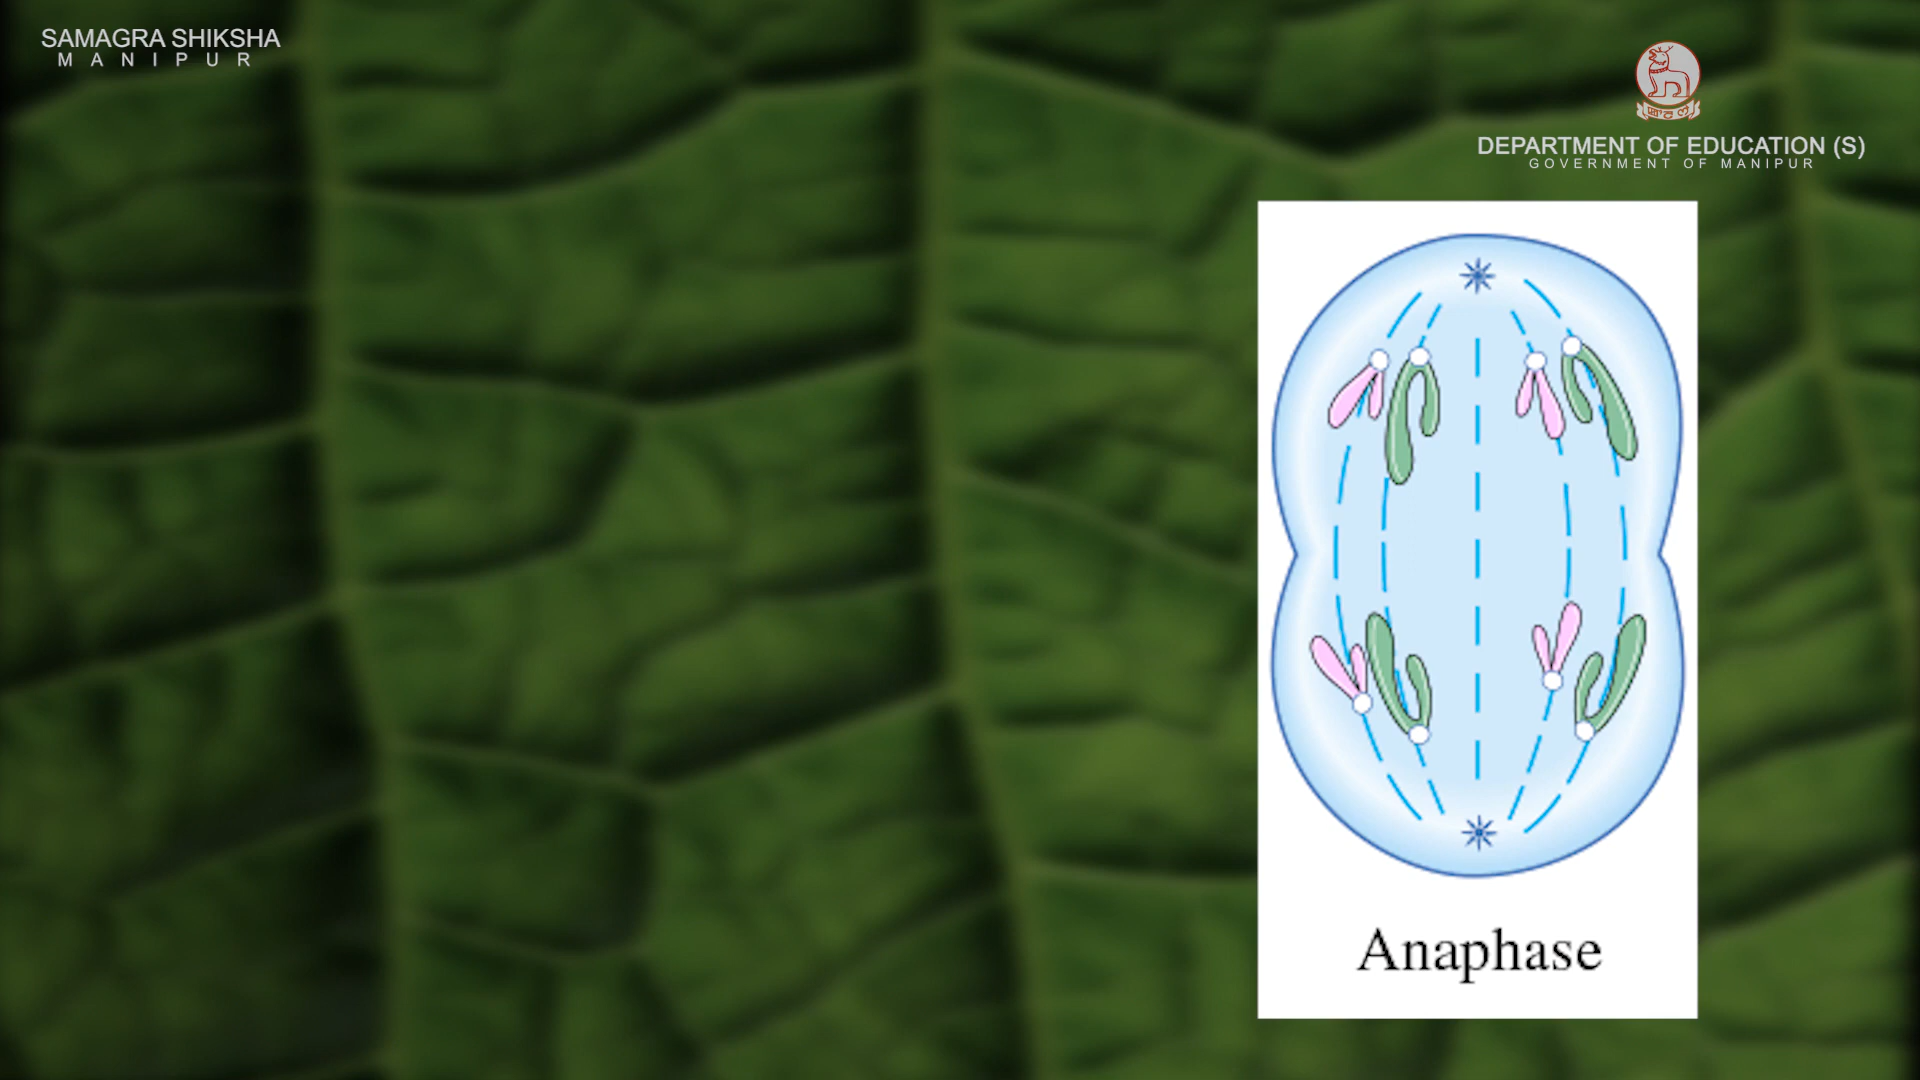 SAMAGRA SHIKSHA
MANIPUR
DEPARTMENT OF EDUCATION (S)
GOVERNMENT OF MANIPUR
Anaphase